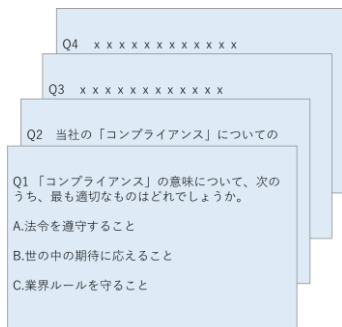 Q4　x x x x x x x x x x x x
Q3　x x x x x x x x x x x x
Q2　当社の「コンプライアンス」についての
Q1 「コンプライアンス」の意味について、次の
うち、最も適切なものはどれでしょうか。
A.法令を遵守すること
B.世の中の期待に応えること
C.業界ルールを守ること